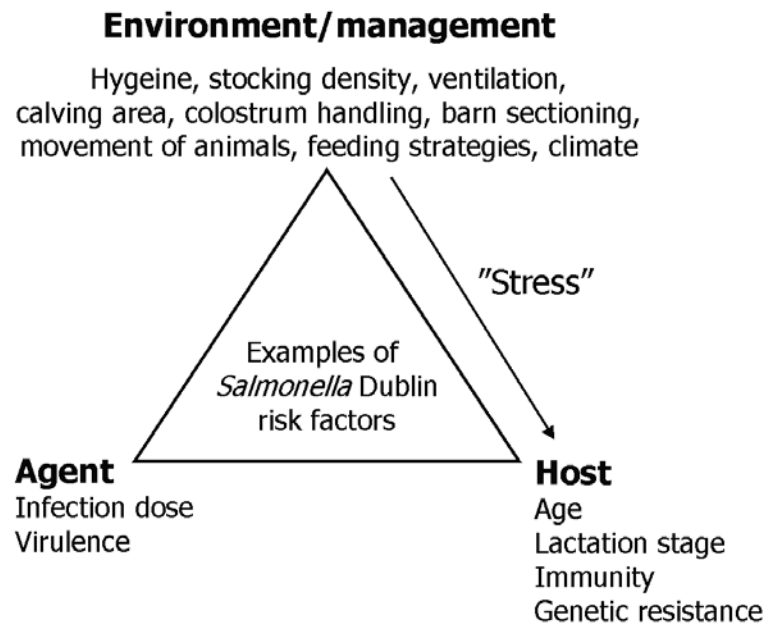 Environment/management
Hygeine, stocking density, ventilation,
calving area, colostrum handling, barn sectioning,
movement of animals, feeding strategies, climate
”Stress”
Examples of
Salmonella Dublin
risk factors
Agent
Infection dose
Virulence
Host
Age
Lactation stage
Immunity
Genetic resistance